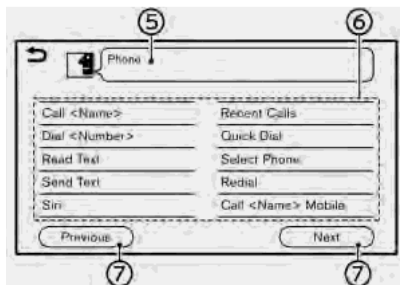 ⑤ ⑥
Phone
Call <Name> Recent Calls
Dial <Number> Quick Dial
Read Text Select Phone
Send Text Redial
Siri Call <Name> Mobile
Previous Next
⑦ ⑦